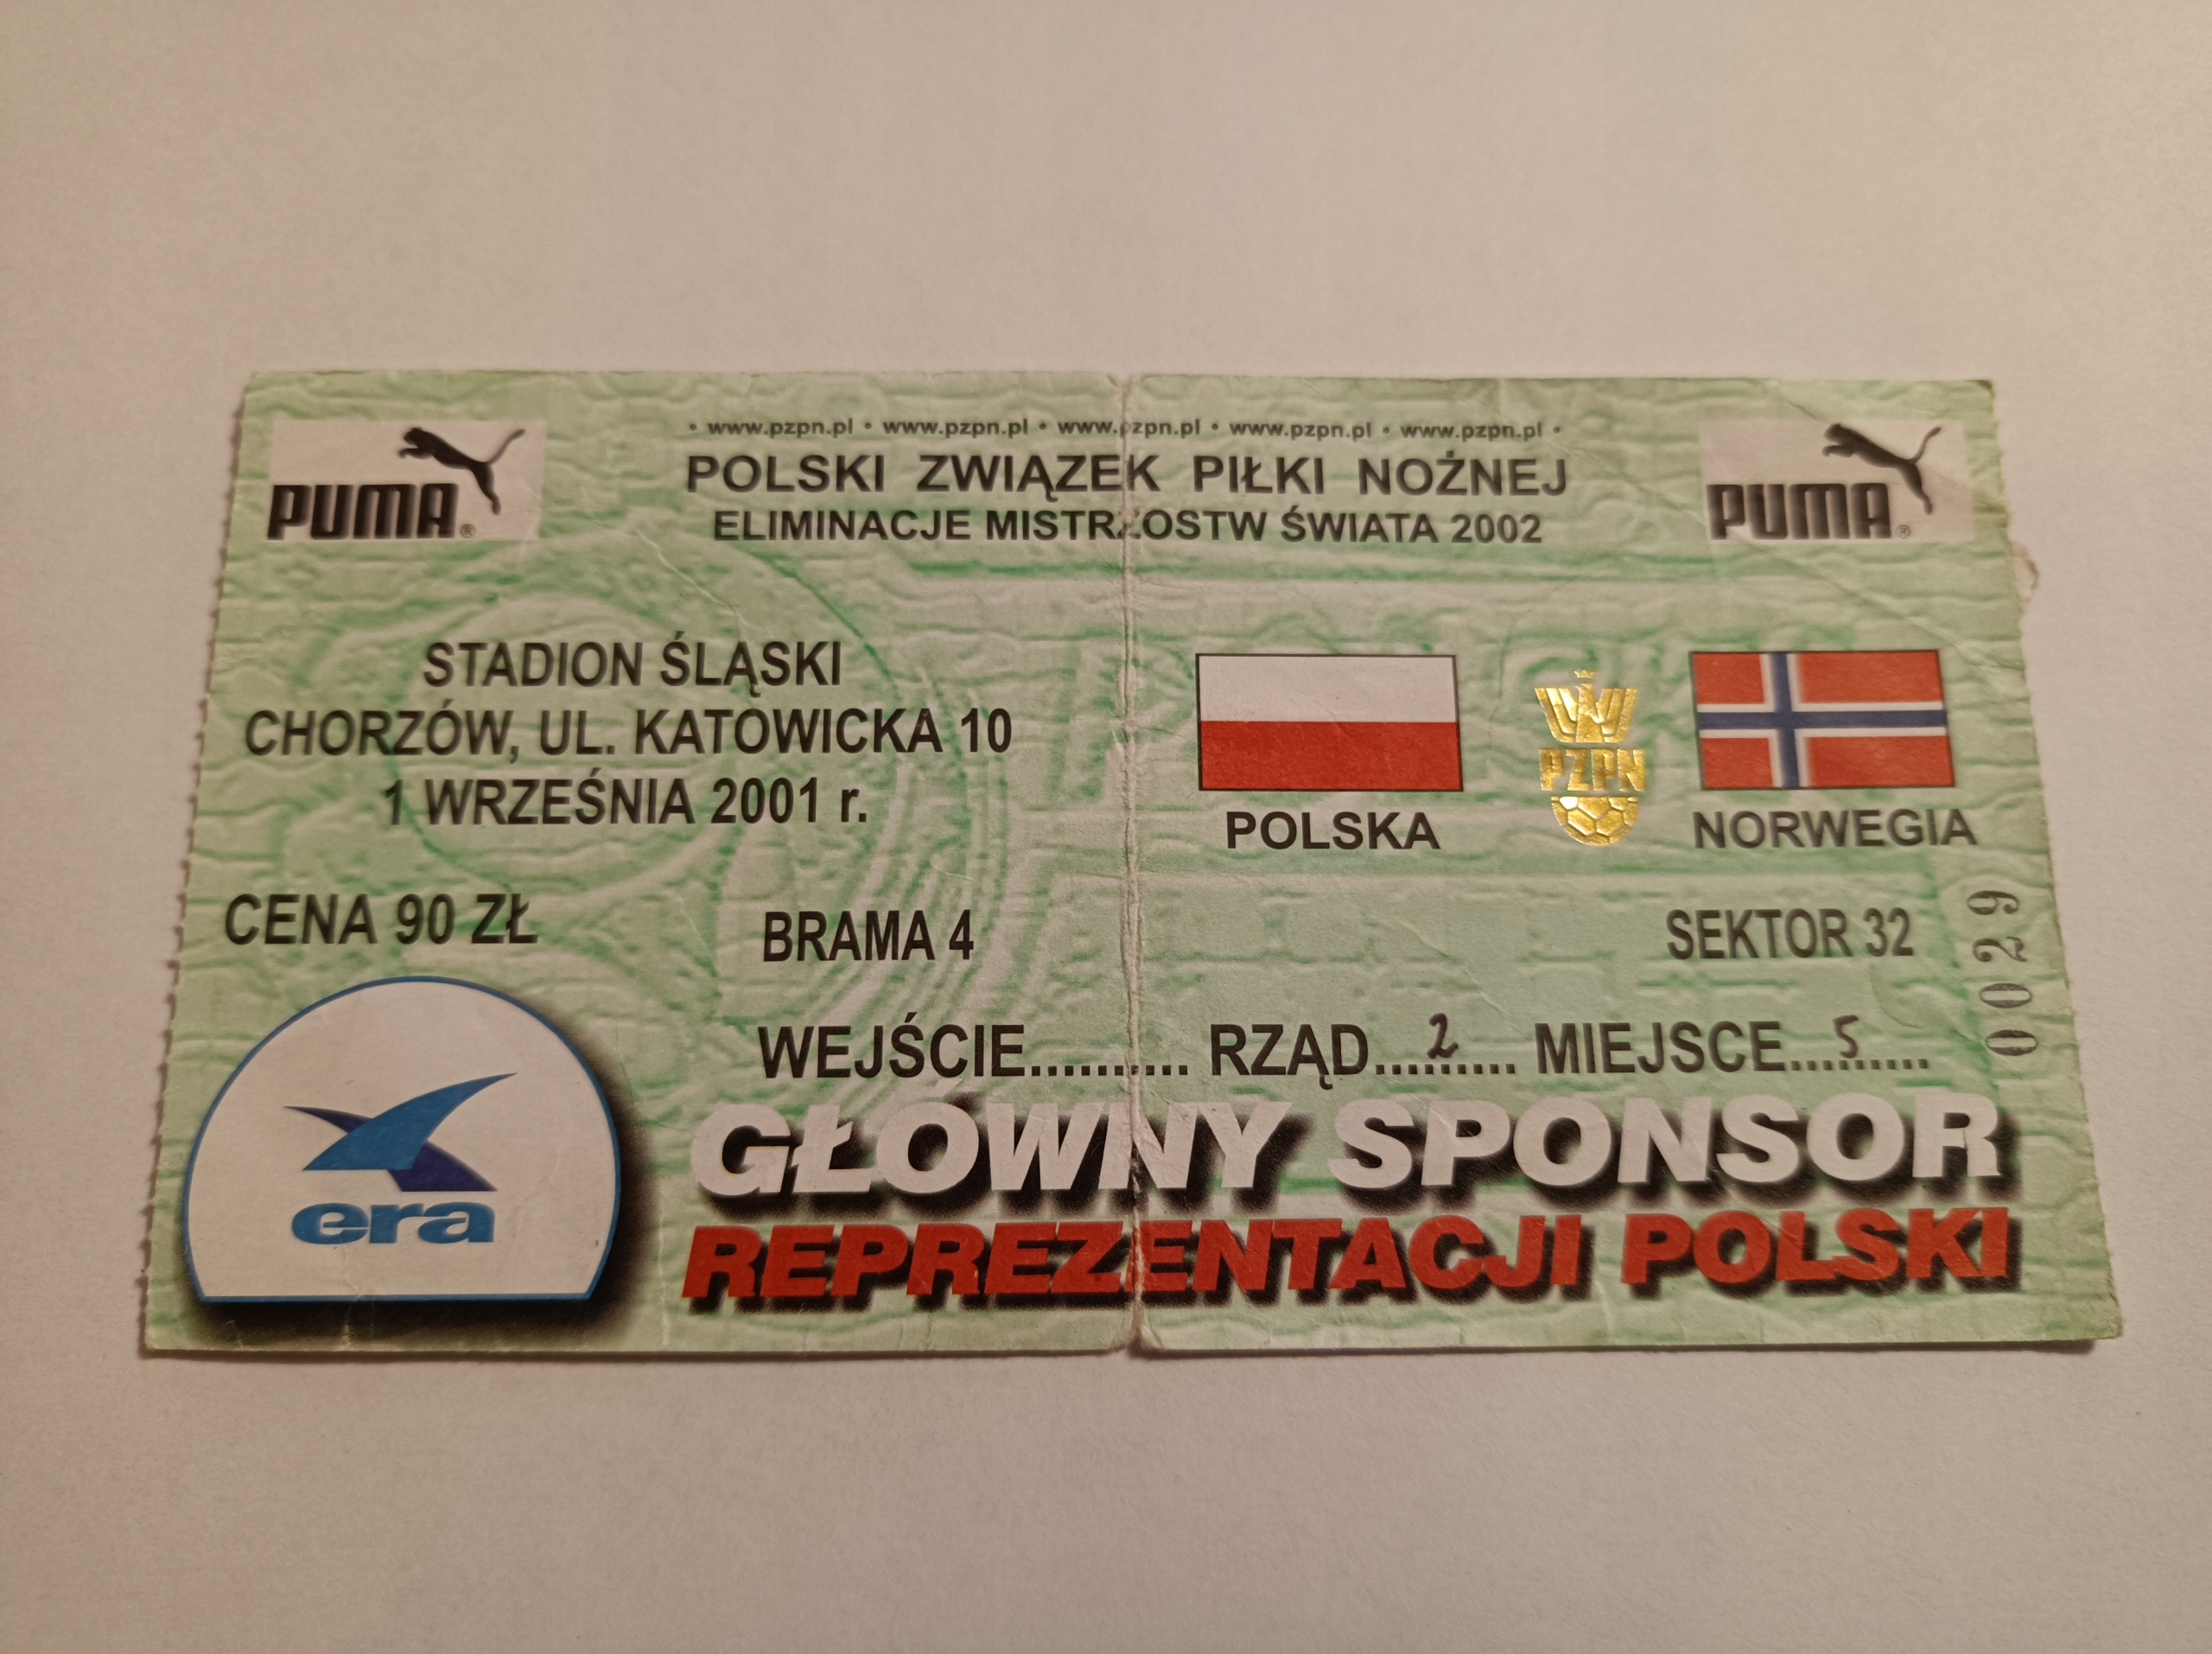 • www.pzpn.pl • www.pzpn.pl • www.pzpn.pl • www.pzpn.pl • www.pzpn.pl •
PUMA®
POLSKI ZWIĄZEK PIŁKI NOŻNEJ
PUMA®
ELIMINACJE MISTRZOSTW ŚWIATA 2002
STADION ŚLĄSKI
CHORZÓW, UL. KATOWICKA 10
1 WRZEŚNIA 2001 r.
PZPN
POLSKA
NORWEGIA
CENA 90 ZŁ
BRAMA 4
SEKTOR 32
0029
WEJŚCIE.......... RZĄD....2..... MIEJSCE...5......
era
GŁÓWNY SPONSOR
REPREZENTACJI POLSKI